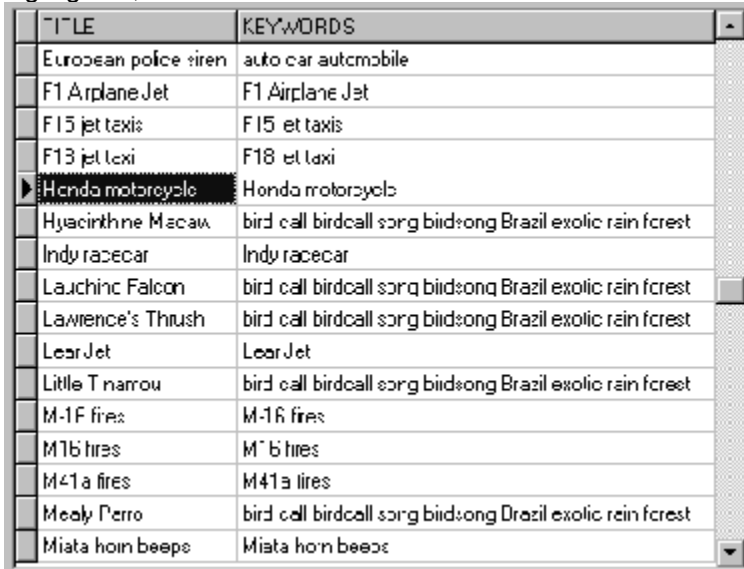 TITLE KEYWORDS
European police siren auto car automobile
F1 Airplane Jet F1 Airplane Jet
F15 jet taxis F15 jet taxis
F18 jet taxi F18 jet taxi
Honda motorcycle Honda motorcycle
Hyacinthine Macaw bird call birdcall song birdsong Brazil exotic rain forest
Indy racecar Indy racecar
Laughing Falcon bird call birdcall song birdsong Brazil exotic rain forest
Lawrence's Thrush bird call birdcall song birdsong Brazil exotic rain forest
Lear Jet Lear Jet
Little Tinamou bird call birdcall song birdsong Brazil exotic rain forest
M-16 fires M-16 fires
M16 fires M16 fires
M41a fires M41a fires
Mealy Parro bird call birdcall song birdsong Brazil exotic rain forest
Miata horn beeps Miata horn beeps